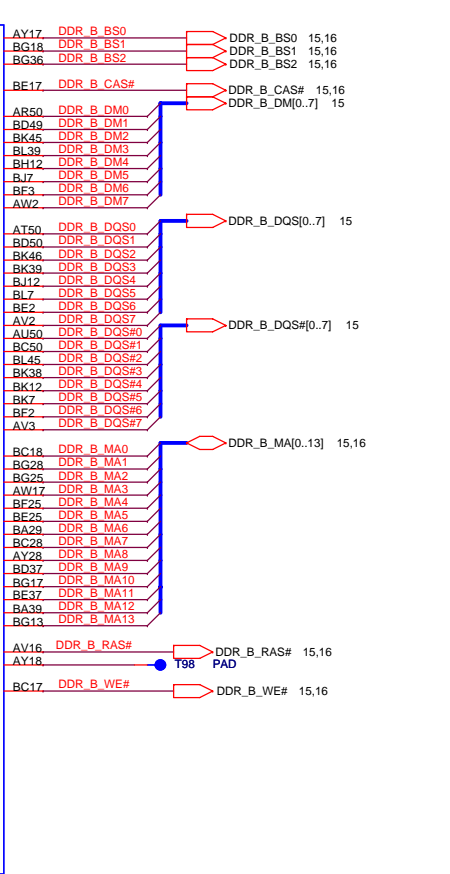 AY17 DDR_B_BS0 DDR_B_BS0 15,16
BG18 DDR_B_BS1 DDR_B_BS1 15,16
BG36 DDR_B_BS2 DDR_B_BS2 15,16
BE17 DDR_B_CAS# DDR_B_CAS# 15,16
DDR_B_DM[0..7] 15
AR50 DDR_B_DM0
BD49 DDR_B_DM1
BK45 DDR_B_DM2
BL39 DDR_B_DM3
BH12 DDR_B_DM4
BJ7 DDR_B_DM5
BF3 DDR_B_DM6
AW2 DDR_B_DM7
DDR_B_DQS[0..7] 15
AT50 DDR_B_DQS0
BD50 DDR_B_DQS1
BK46 DDR_B_DQS2
BK39 DDR_B_DQS3
BJ12 DDR_B_DQS4
BL7 DDR_B_DQS5
BE2 DDR_B_DQS6
AV2 DDR_B_DQS7
DDR_B_DQS#[0..7] 15
AU50 DDR_B_DQS#0
BC50 DDR_B_DQS#1
BL45 DDR_B_DQS#2
BK38 DDR_B_DQS#3
BK12 DDR_B_DQS#4
BK7 DDR_B_DQS#5
BF2 DDR_B_DQS#6
AV3 DDR_B_DQS#7
DDR_B_MA[0..13] 15,16
BC18 DDR_B_MA0
BG28 DDR_B_MA1
BG25 DDR_B_MA2
AW17 DDR_B_MA3
BF25 DDR_B_MA4
BE25 DDR_B_MA5
BA29 DDR_B_MA6
BC28 DDR_B_MA7
AY28 DDR_B_MA8
BD37 DDR_B_MA9
BG17 DDR_B_MA10
BE37 DDR_B_MA11
BA39 DDR_B_MA12
BG13 DDR_B_MA13
AV16 DDR_B_RAS# DDR_B_RAS# 15,16
AY18 T98 PAD
BC17 DDR_B_WE# DDR_B_WE# 15,16